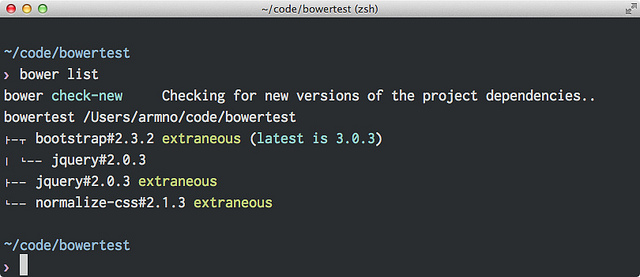 ~/code/bowertest (zsh)
~/code/bowertest
› bower list
bower check-new     Checking for new versions of the project dependencies..
bowertest /Users/armno/code/bowertest
├─┬ bootstrap#2.3.2 extraneous (latest is 3.0.3)
│ └── jquery#2.0.3
├── jquery#2.0.3 extraneous
└── normalize-css#2.1.3 extraneous
~/code/bowertest
›